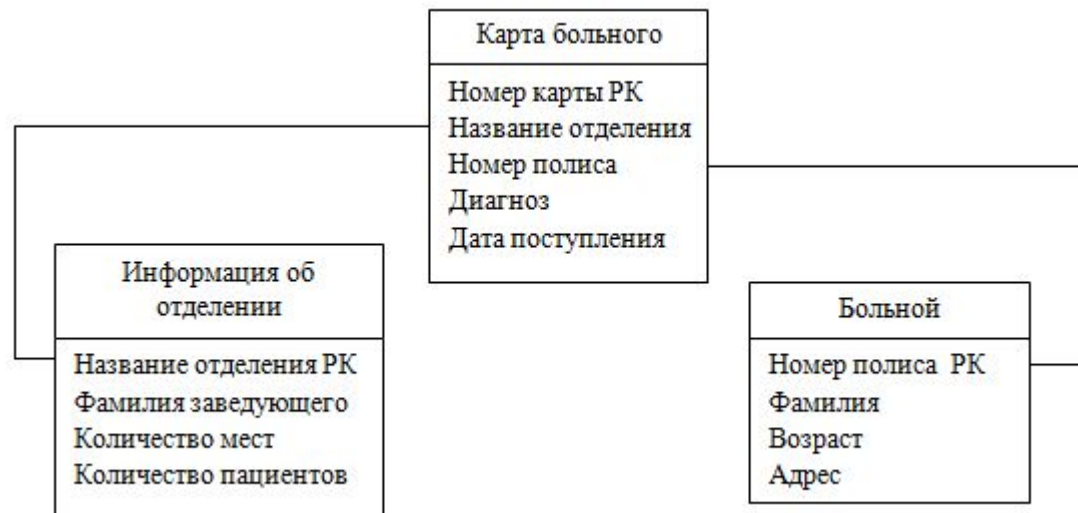 Карта больного
Номер карты РК
Название отделения
Номер полиса
Диагноз
Дата поступления
Информация об
отделении
Название отделения РК
Фамилия заведующего
Количество мест
Количество пациентов
Больной
Номер полиса РК
Фамилия
Возраст
Адрес